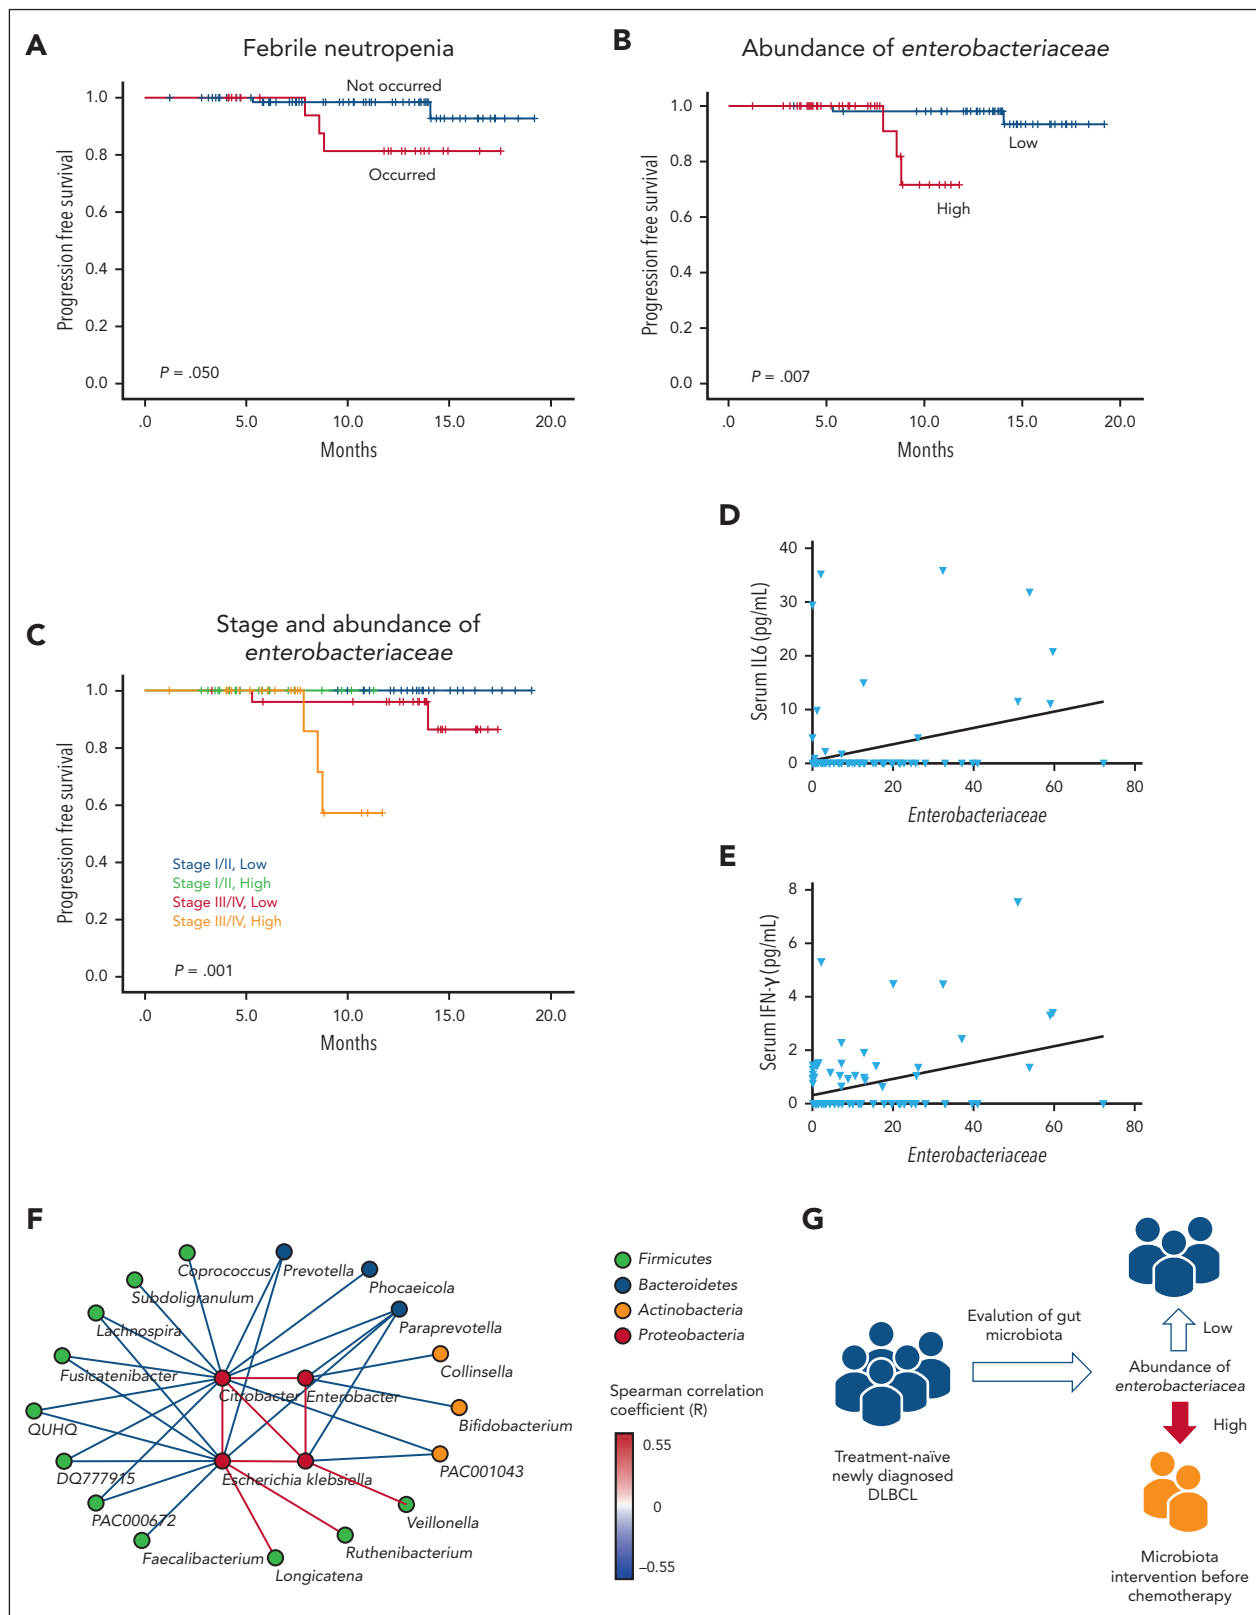 A
Febrile neutropenia
Not occurred
Occurred
1.0
0.8
0.6
0.4
0.2
0.0
Progression free survival
P = .050
.0
5.0
10.0
15.0
20.0
Months
B
Abundance of enterobacteriaceae
Low
High
1.0
0.8
0.6
0.4
0.2
0.0
Progression free survival
P = .007
.0
5.0
10.0
15.0
20.0
Months
C
Stage and abundance of
enterobacteriaceae
1.0
0.8
0.6
0.4
0.2
0.0
Progression free survival
Stage I/II, Low
Stage I/II, High
Stage III/IV, Low
Stage III/IV, High
P = .001
.0
5.0
10.0
15.0
20.0
Months
D
40
30
20
10
0
Serum IL6 (pg/mL)
0
20
40
60
80
Enterobacteriaceae
E
8
6
4
2
0
Serum IFN-γ (pg/mL)
0
20
40
60
80
Enterobacteriaceae
F
Coprococcus
Prevotella
Phocaeicola
Subdoligranulum
Lachnospira
Paraprevotella
Fusicatenibacter
Collinsella
Citrobacter
Enterobacter
QUHQ
Bifidobacterium
DQ777915
Escherichia
klebsiella
PAC001043
PAC000672
Veillonella
Faecalibacterium
Ruthenibacterium
Longicatena
Firmicutes
Bacteroidetes
Actinobacteria
Proteobacteria
Spearman correlation
coefficient (R)
0.55
0
–0.55
G
Treatment-naïve
newly diagnosed
DLBCL
Evalution of gut
microbiota
Low
Abundance of
enterobacteriacea
High
Microbiota
intervention before
chemotherapy